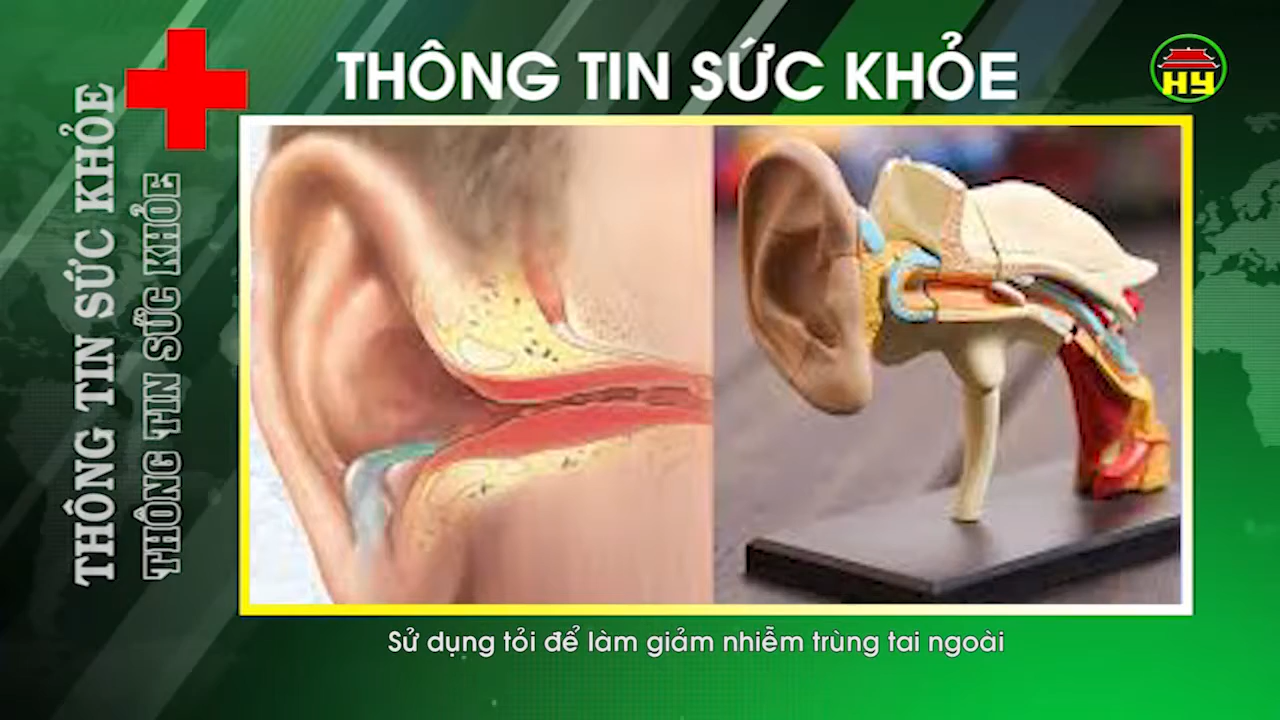 THÔNG TIN SỨC KHỎE
HY
THÔNG TIN SỨC KHỎE
THÔNG TIN SỨC KHỎE
Sử dụng tỏi để làm giảm nhiễm trùng tai ngoài